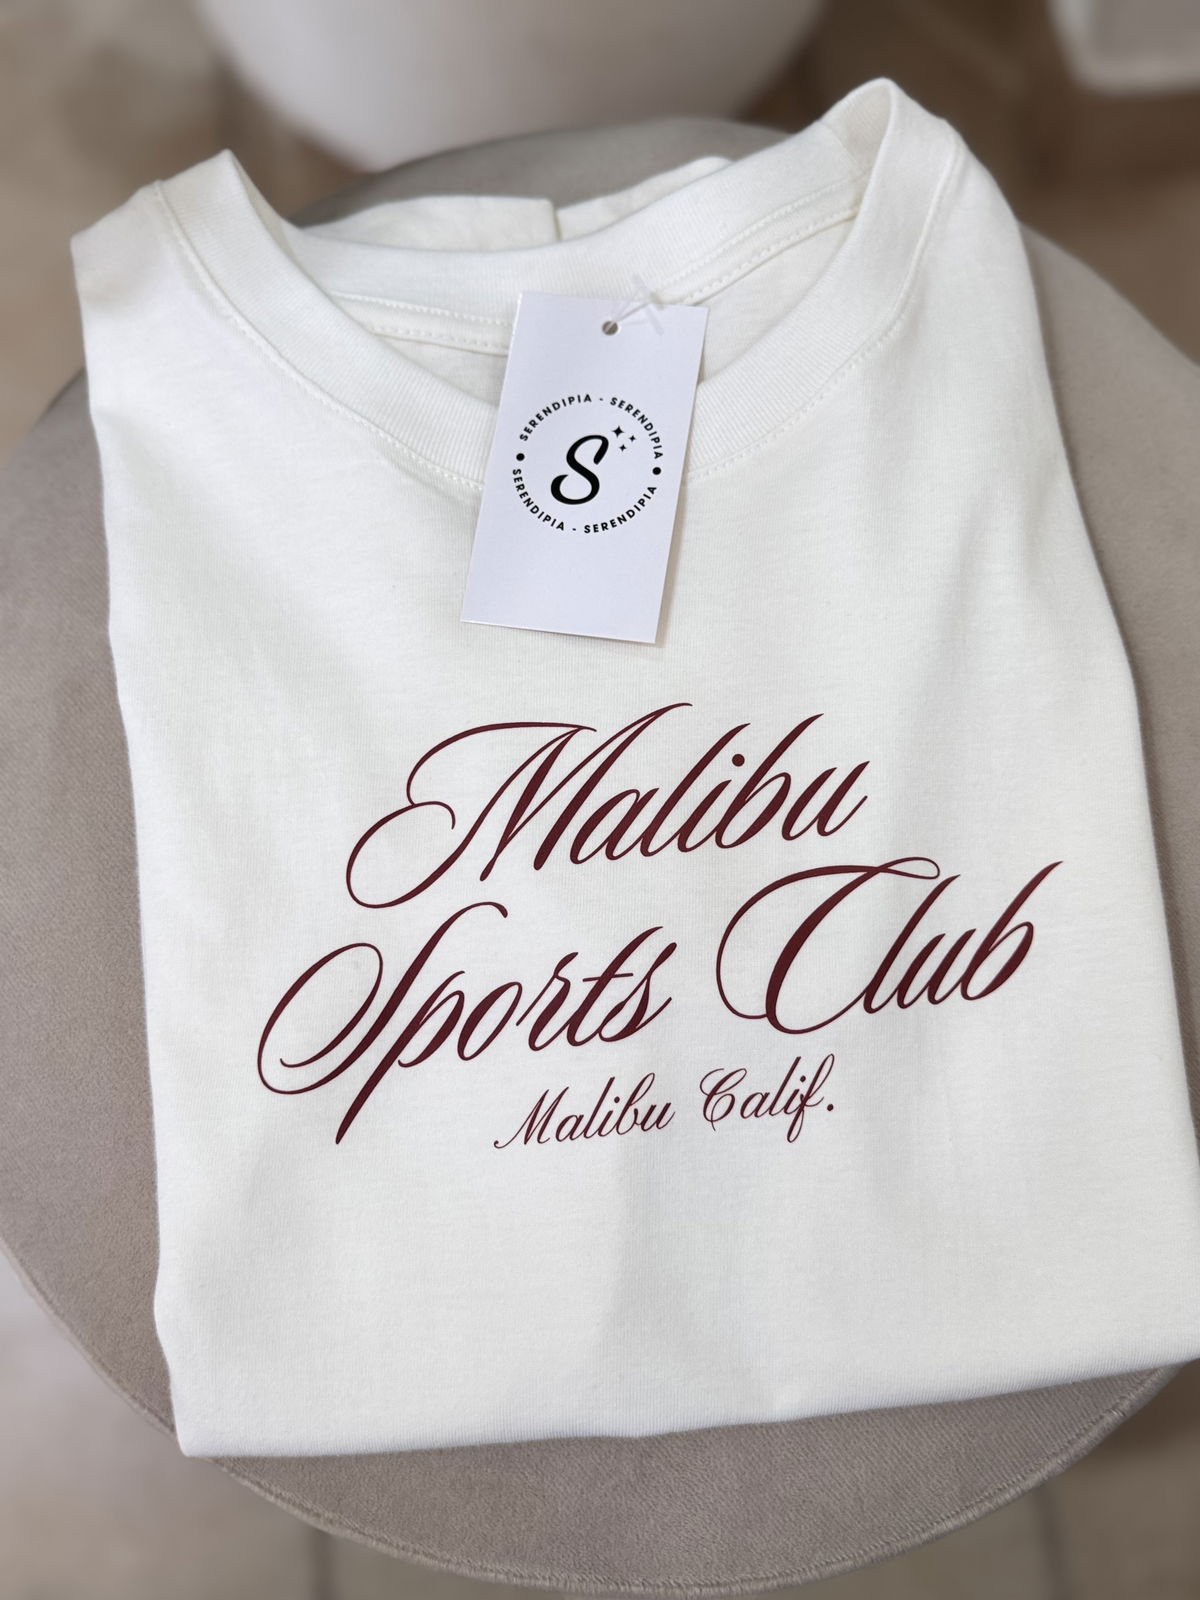 SERENDIPIA - SERENDIPIA
S
SERENDIPIA - SERENDIPIA
Malibu
Sports Club
Malibu Calif.